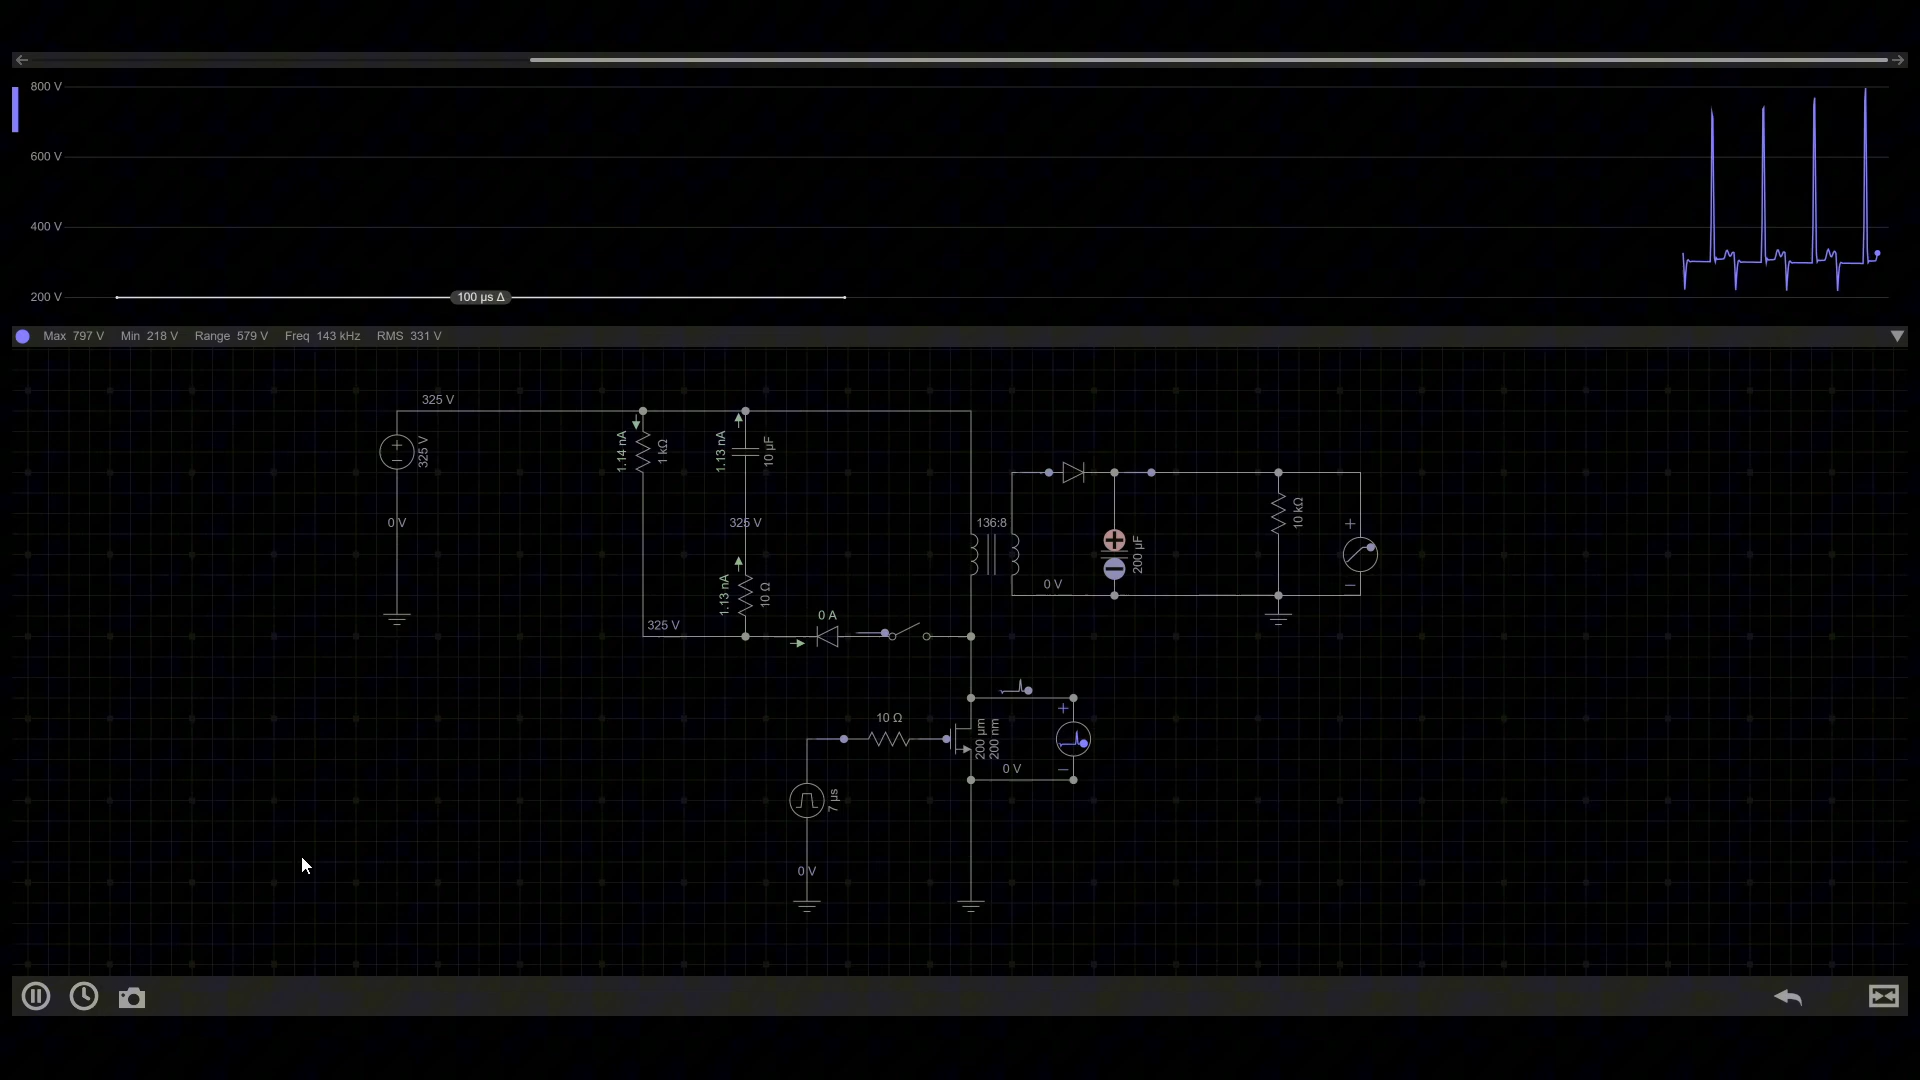 800 V
600 V
400 V
200 V
100 µs Δ
Max 797 V Min 218 V Range 579 V Freq 143 kHz RMS 331 V
325 V
325 V
0 V
1.14 nA
1 kΩ
1.13 nA
10 µF
325 V
1.13 nA
10 Ω
325 V
0 A
136:8
0 V
200 µF
10 kΩ
+
−
10 Ω
200 µm
200 nm
+
−
0 V
7 µs
0 V